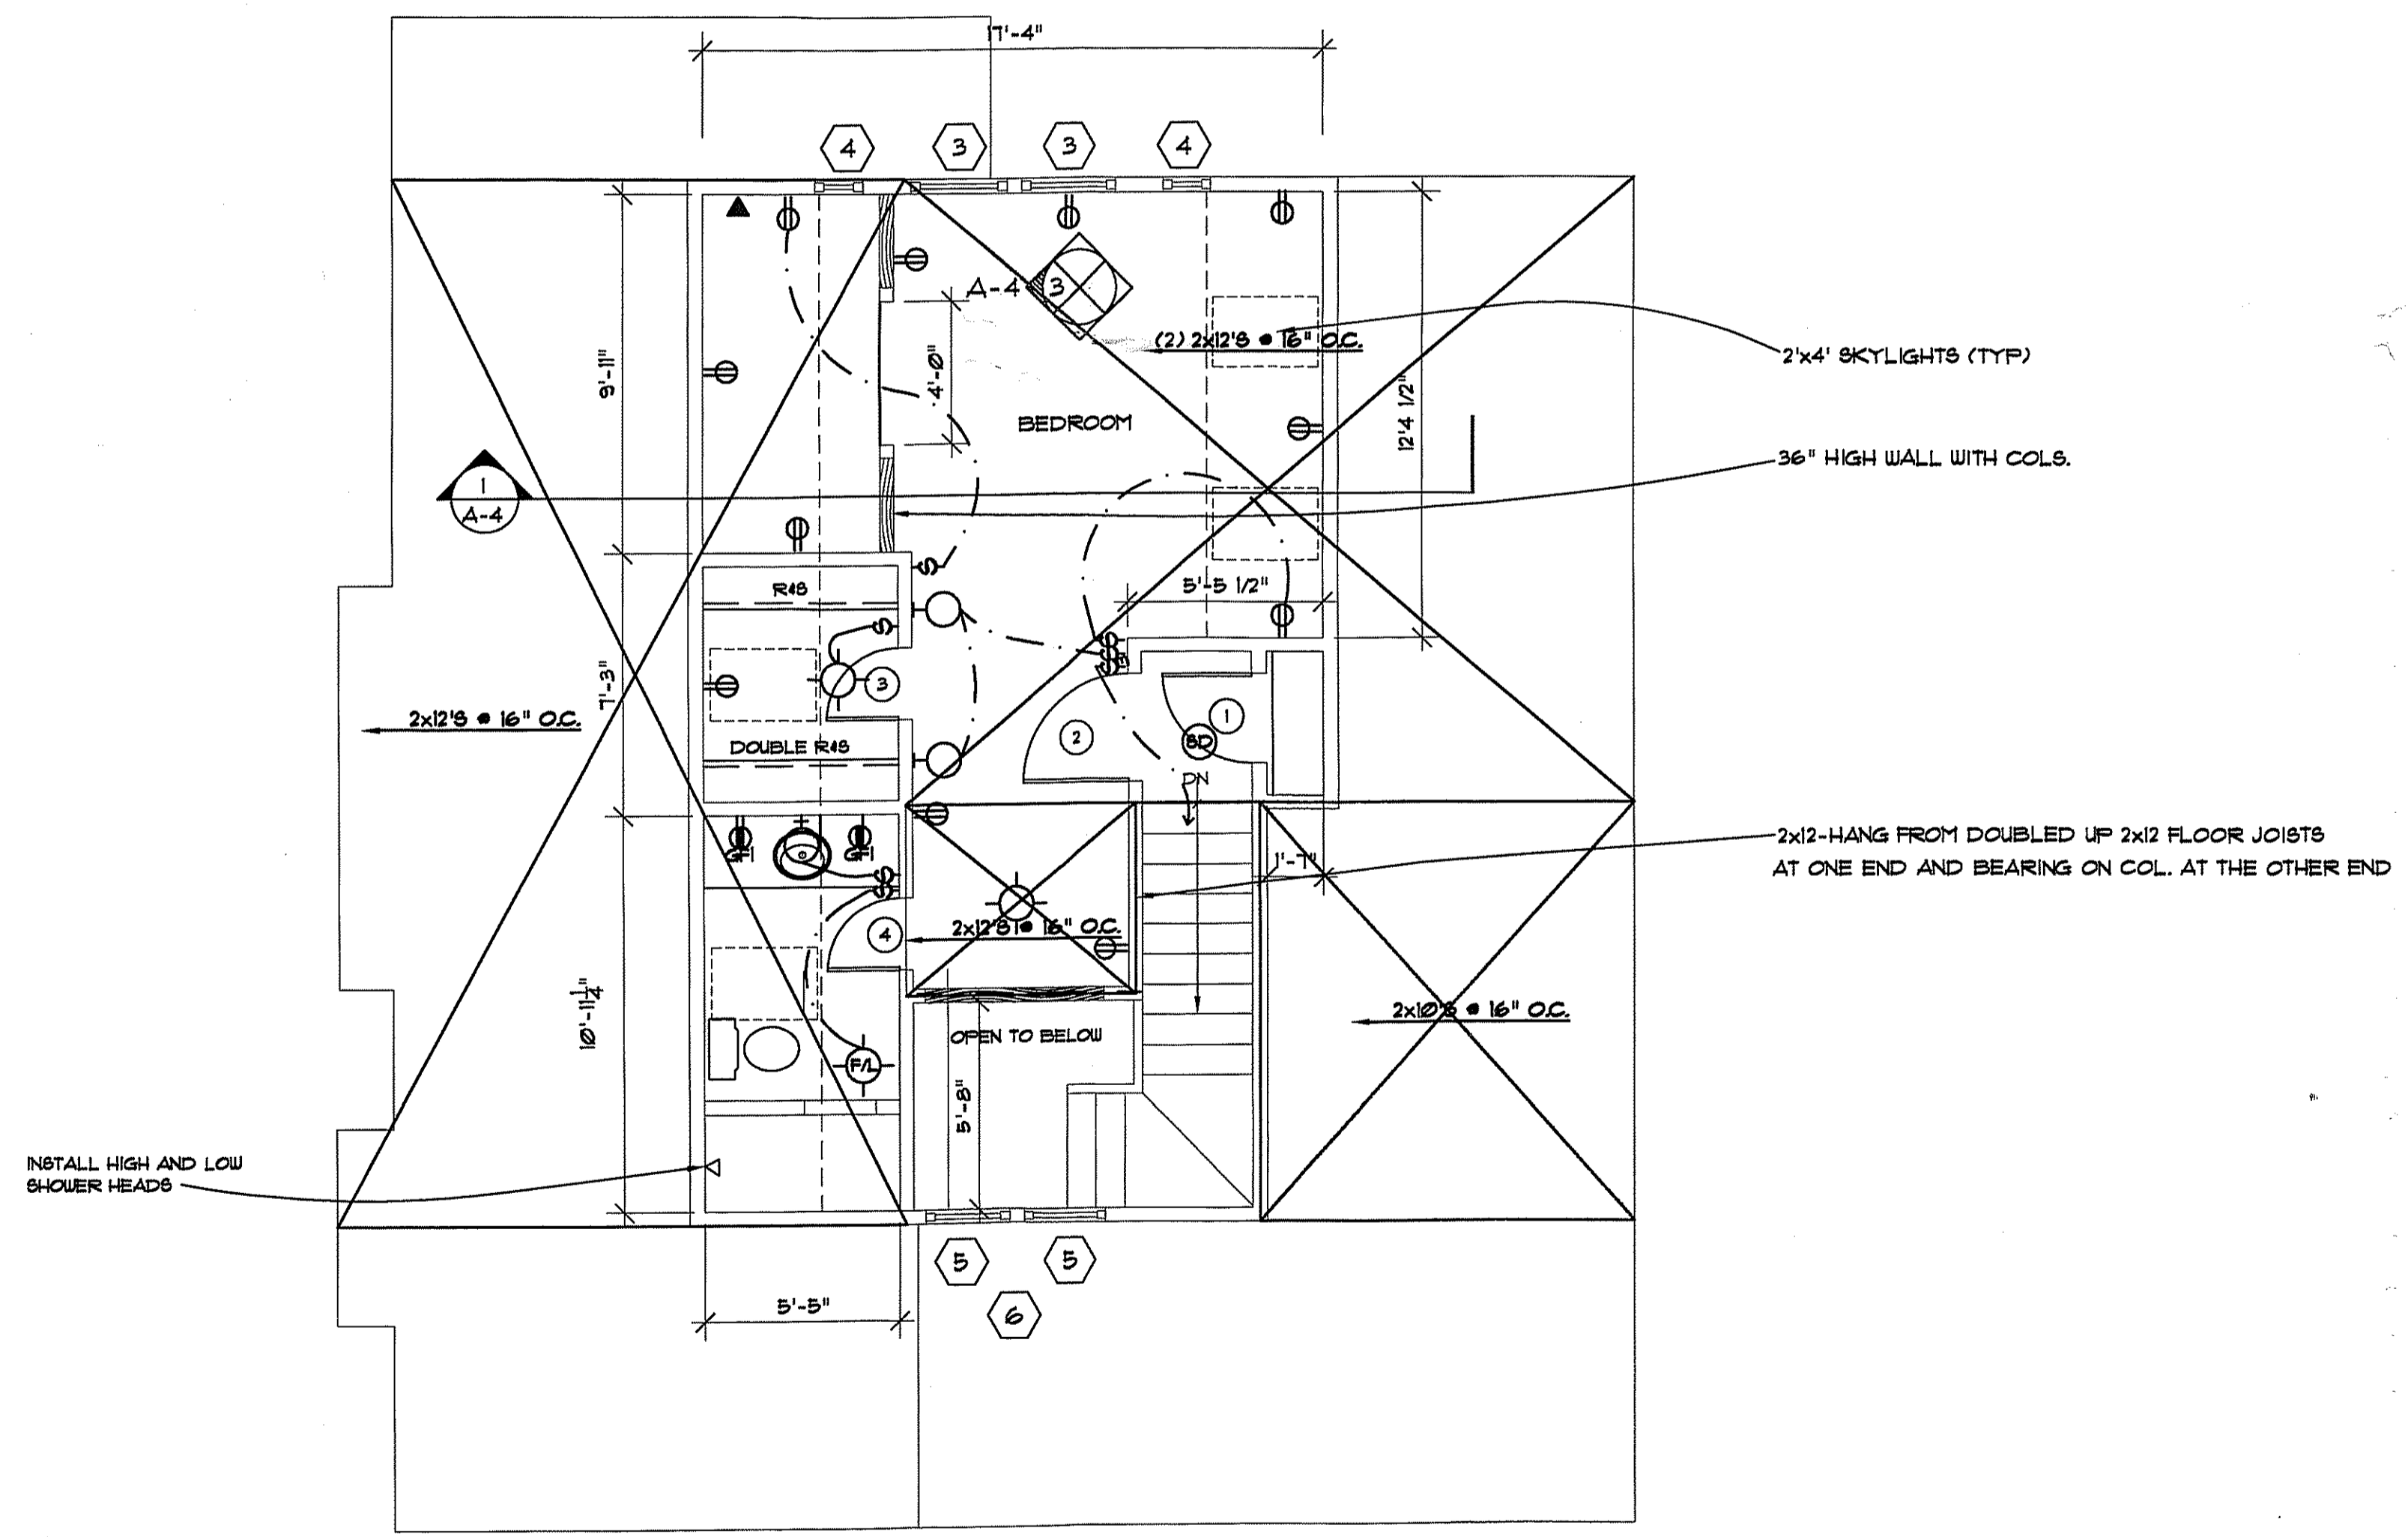 17'-4"
4
3
3
4
A-4
3
(2) 2x12'S @ 16" O.C.
2'x4' SKYLIGHTS (TYP)
9'-11"
4'-0"
12'4 1/2"
BEDROOM
36" HIGH WALL WITH COLS.
1
A-4
S
5'-5 1/2"
R&S
S
7'-3"
3
2x12'S @ 16" O.C.
DOUBLE R&S
2
1
SD
DN
2x12-HANG FROM DOUBLED UP 2x12 FLOOR JOISTS
AT ONE END AND BEARING ON COL. AT THE OTHER END
1'-7"
4
2x12'S @ 16" O.C.
10'-11 1/4"
2x10'S @ 16" O.C.
OPEN TO BELOW
F/L
5'-8"
INSTALL HIGH AND LOW
SHOWER HEADS
5
5
5'-5"
6